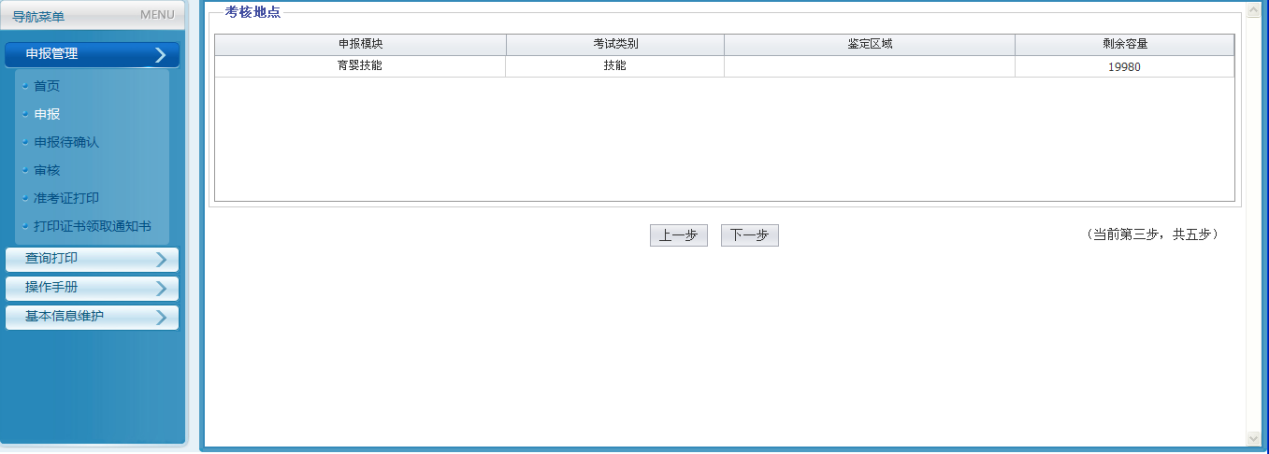 导航菜单 MENU
申报管理
首页
申报
申报待确认
审核
准考证打印
打印证书领取通知书
查询打印
操作手册
基本信息维护
考核地点
申报模块 考试类别 鉴定区域 剩余容量
育婴技能 技能 19980
上一步 下一步 （当前第三步，共五步）